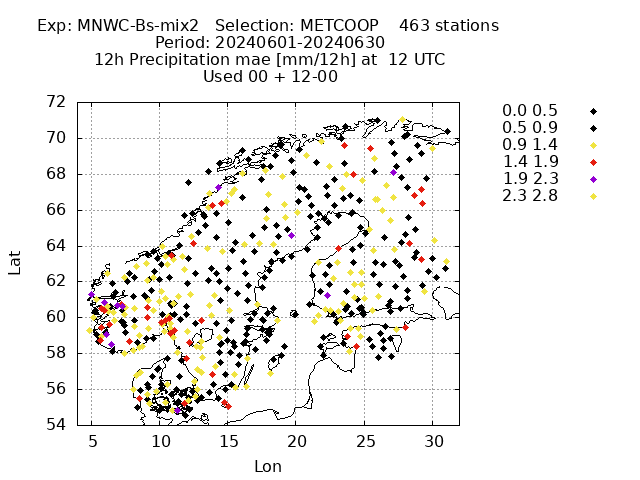 Exp: MNWC-Bs-mix2   Selection: METCOOP    463 stations
Period: 20240601-20240630
12h Precipitation mae [mm/12h] at  12 UTC
Used 00 + 12-00
72
70
68
66
64
62
60
58
56
54
Lat
5 10 15 20 25 30
Lon
0.0 0.5
0.5 0.9
0.9 1.4
1.4 1.9
1.9 2.3
2.3 2.8